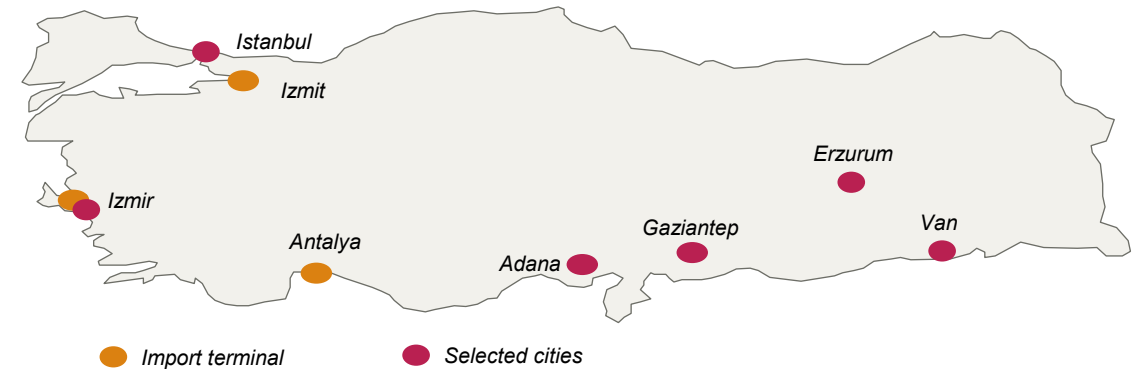 Istanbul
Izmit
Erzurum
Izmir
Gaziantep
Van
Antalya
Adana
Import terminal
Selected cities